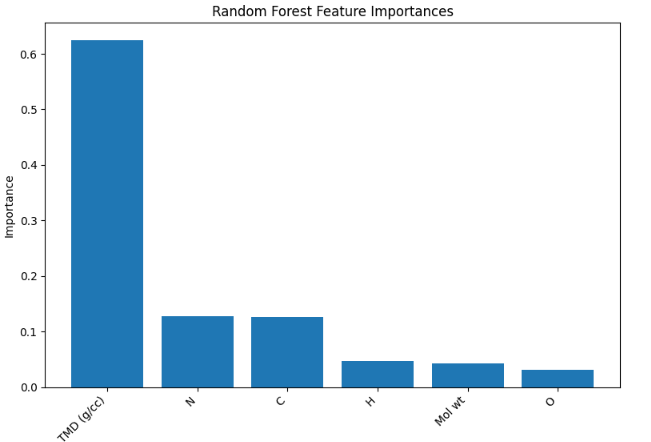 Random Forest Feature Importances
Importance
0.6
0.5
0.4
0.3
0.2
0.1
0.0
TMD (g/cc)
N
C
H
Mol wt
O